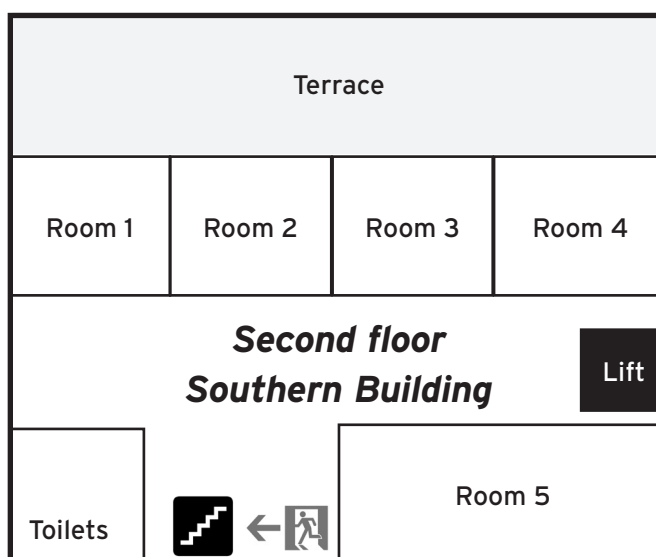 Terrace
Room 1 Room 2 Room 3 Room 4
Second floor
Southern Building
Lift
Room 5
Toilets